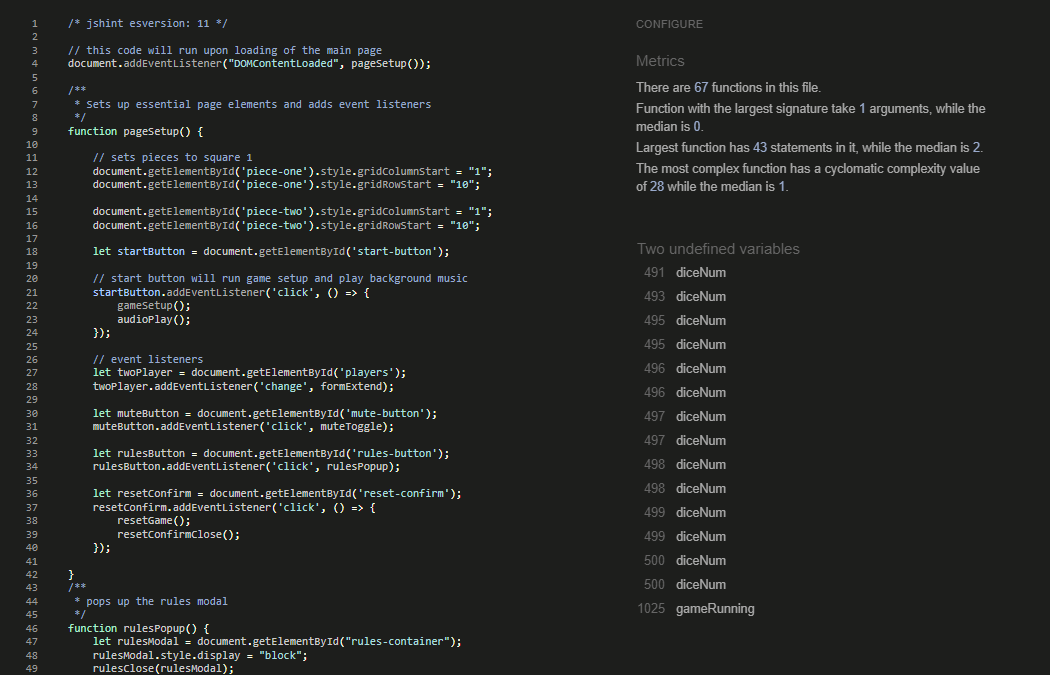 1 /* jshint esversion: 11 */
2
3 // this code will run upon loading of the main page
4 document.addEventListener("DOMContentLoaded", pageSetup());
5
6 /**
7 * Sets up essential page elements and adds event listeners
8 */
9 function pageSetup() {
10
11 // sets pieces to square 1
12 document.getElementById('piece-one').style.gridColumnStart = "1";
13 document.getElementById('piece-one').style.gridRowStart = "10";
14
15 document.getElementById('piece-two').style.gridColumnStart = "1";
16 document.getElementById('piece-two').style.gridRowStart = "10";
17
18 let startButton = document.getElementById('start-button');
19
20 // start button will run game setup and play background music
21 startButton.addEventListener('click', () => {
22 gameSetup();
23 audioPlay();
24 });
25
26 // event listeners
27 let twoPlayer = document.getElementById('players');
28 twoPlayer.addEventListener('change', formExtend);
29
30 let muteButton = document.getElementById('mute-button');
31 muteButton.addEventListener('click', muteToggle);
32
33 let rulesButton = document.getElementById('rules-button');
34 rulesButton.addEventListener('click', rulesPopup);
35
36 let resetConfirm = document.getElementById('reset-confirm');
37 resetConfirm.addEventListener('click', () => {
38 resetGame();
39 resetConfirmClose();
40 });
41
42 }
43 /**
44 * pops up the rules modal
45 */
46 function rulesPopup() {
47 let rulesModal = document.getElementById("rules-container");
48 rulesModal.style.display = "block";
49 rulesClose(rulesModal);
CONFIGURE
Metrics
There are 67 functions in this file.
Function with the largest signature take 1 arguments, while the
median is 0.
Largest function has 43 statements in it, while the median is 2.
The most complex function has a cyclomatic complexity value
of 28 while the median is 1.
Two undefined variables
491 diceNum
493 diceNum
495 diceNum
495 diceNum
496 diceNum
496 diceNum
497 diceNum
497 diceNum
498 diceNum
498 diceNum
499 diceNum
499 diceNum
500 diceNum
500 diceNum
1025 gameRunning